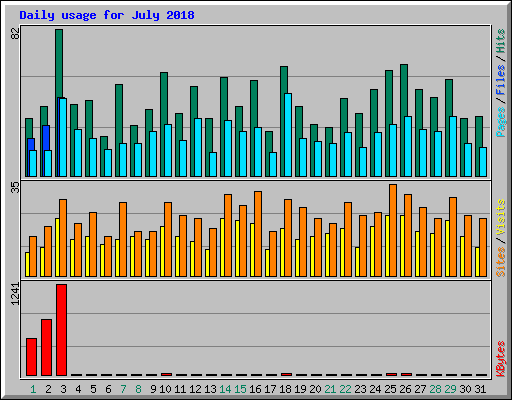 Daily usage for July 2018
82
Pages/Files/Hits
35
Sites/Visits
1241
KBytes
1 2 3 4 5 6 7 8 9 10 11 12 13 14 15 16 17 18 19 20 21 22 23 24 25 26 27 28 29 30 31